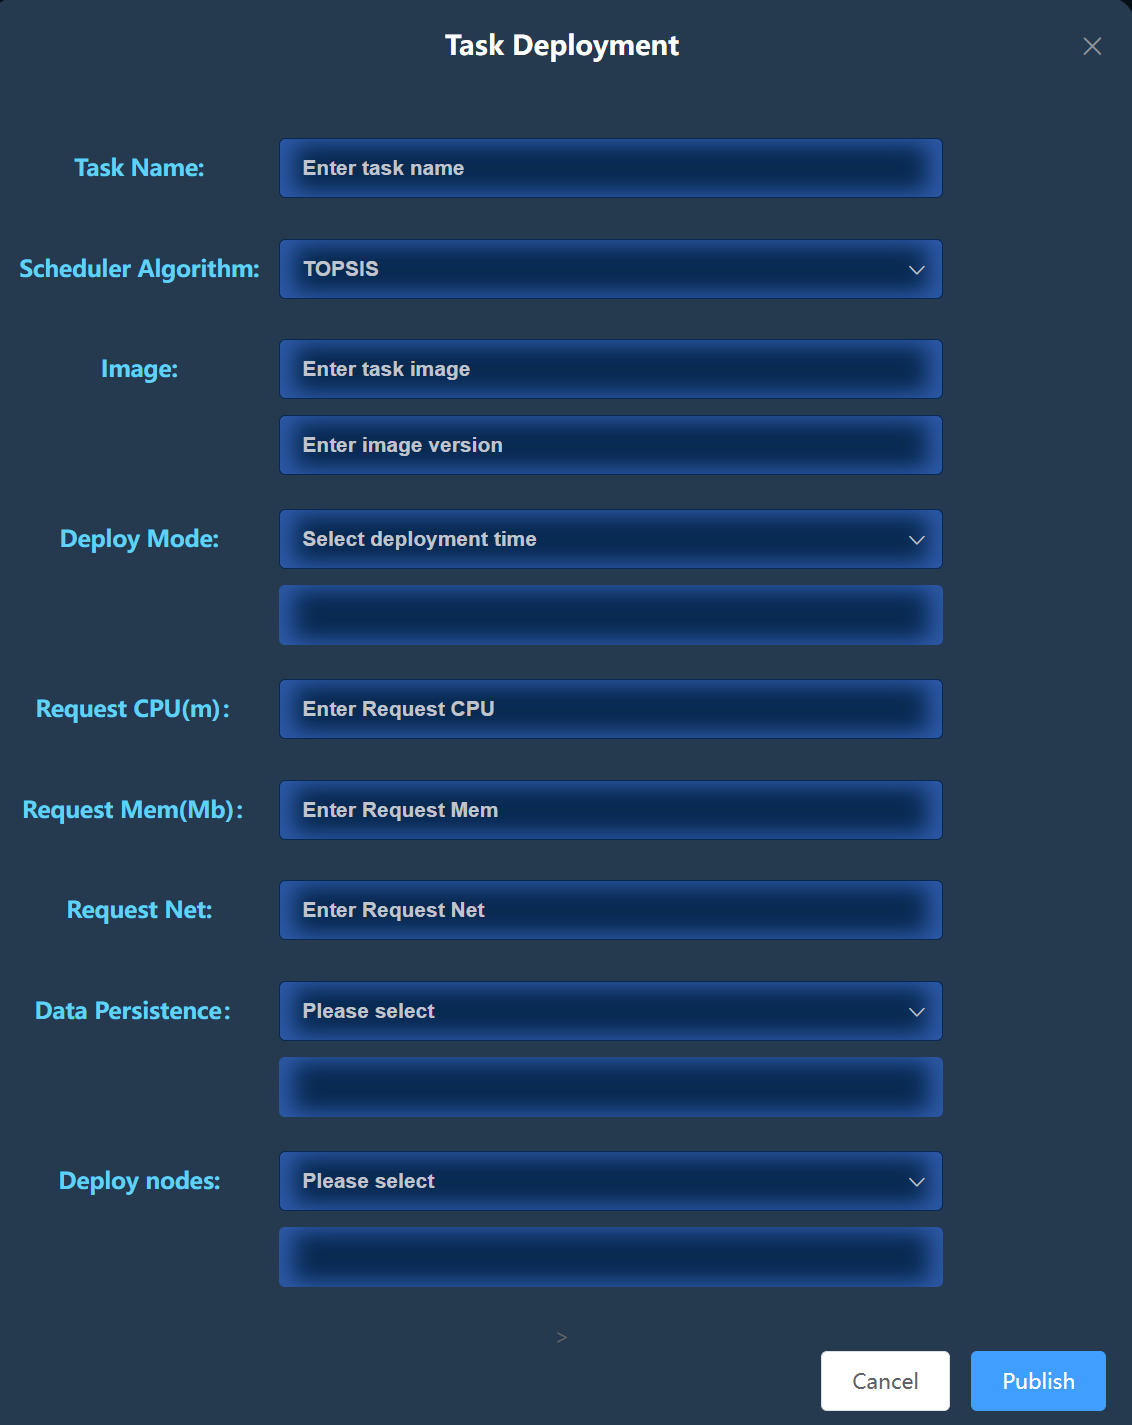 Task Deployment
Task Name:
Enter task name
Scheduler Algorithm:
TOPSIS
Image:
Enter task image
Enter image version
Deploy Mode:
Select deployment time
Request CPU(m):
Enter Request CPU
Request Mem(Mb):
Enter Request Mem
Request Net:
Enter Request Net
Data Persistence:
Please select
Deploy nodes:
Please select
>
Cancel
Publish